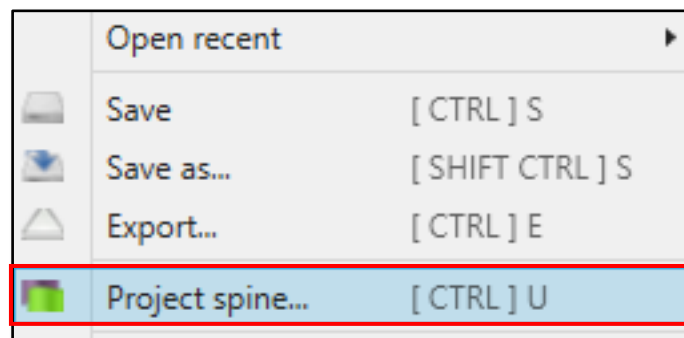 Open recent
Save [ CTRL ] S
Save as... [ SHIFT CTRL ] S
Export... [ CTRL ] E
Project spine... [ CTRL ] U